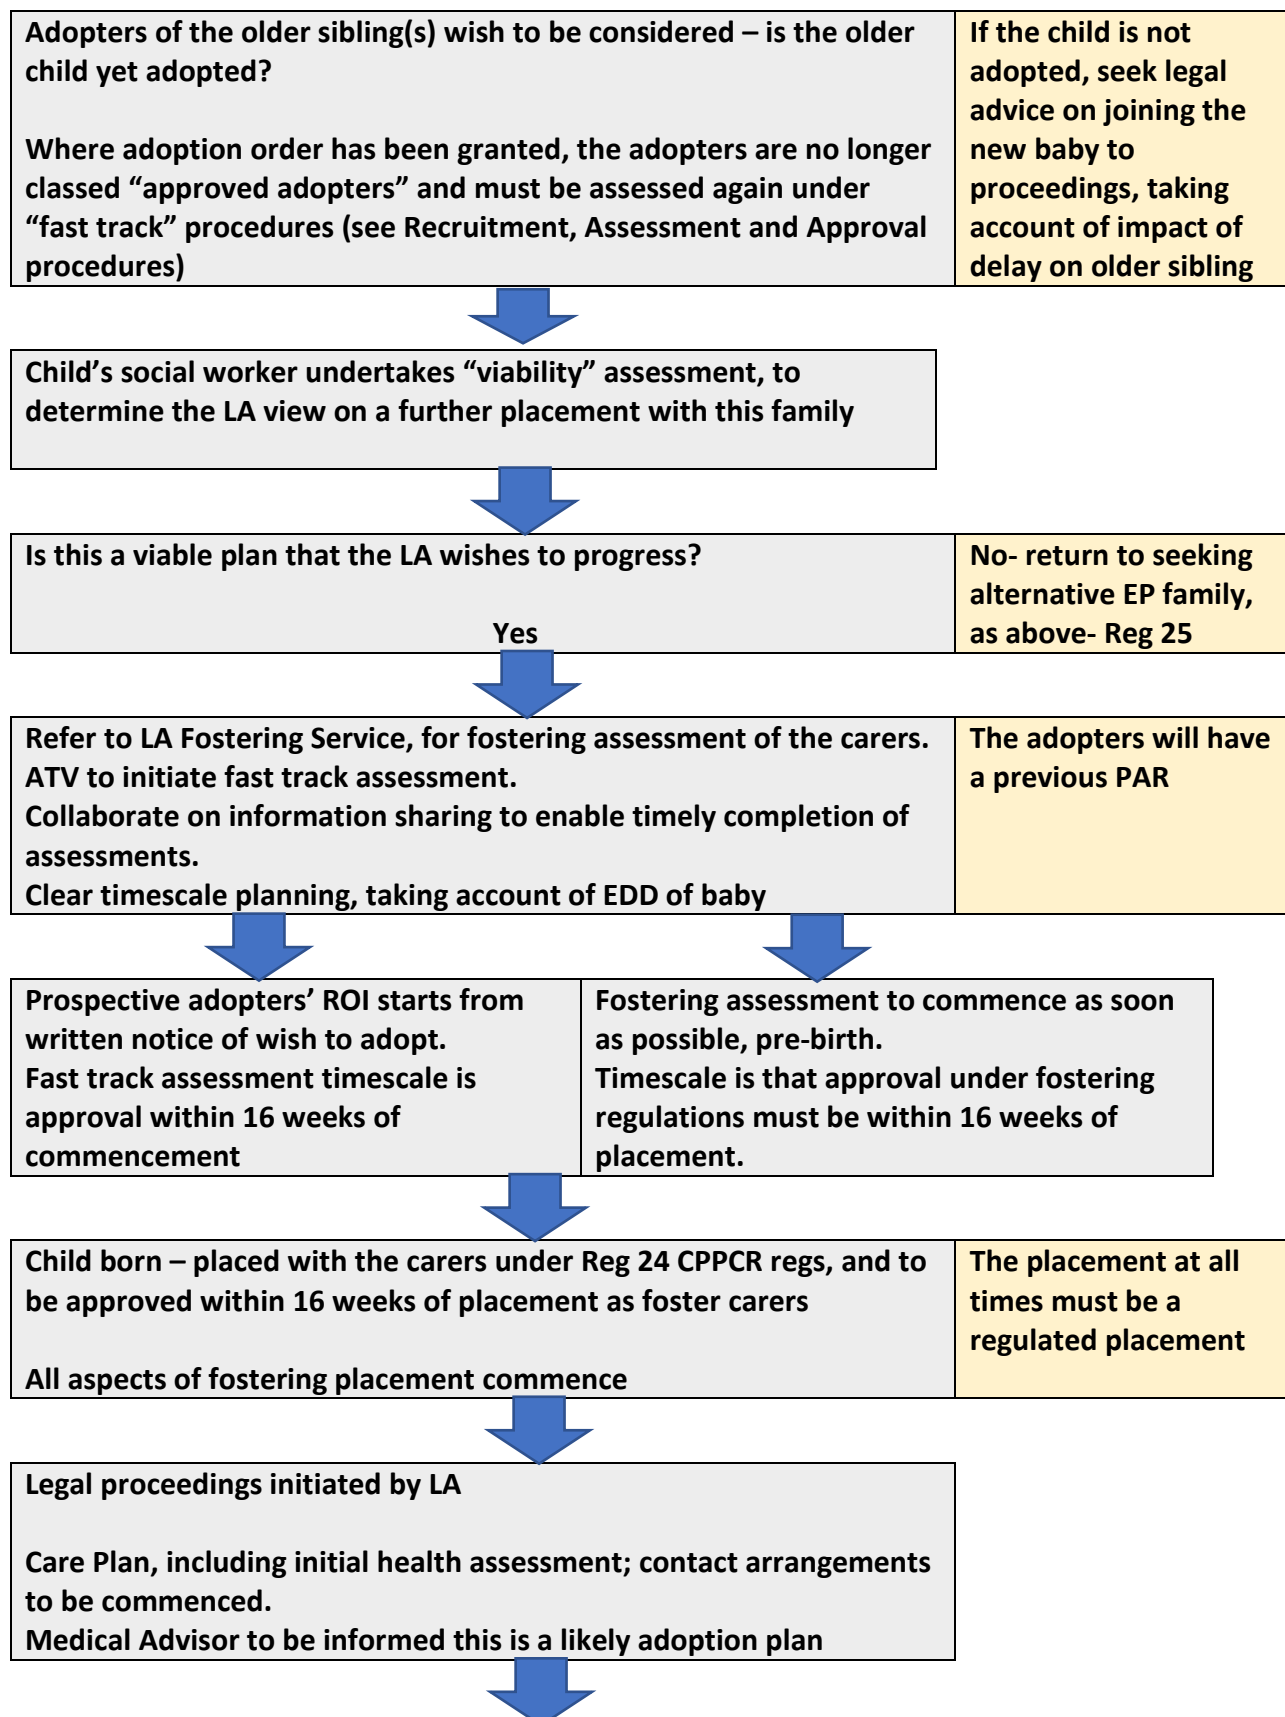 Adopters of the older sibling(s) wish to be considered – is the older
child yet adopted?
Where adoption order has been granted, the adopters are no longer
classed “approved adopters” and must be assessed again under
“fast track” procedures (see Recruitment, Assessment and Approval
procedures)
If the child is not
adopted, seek legal
advice on joining the
new baby to
proceedings, taking
account of impact of
delay on older sibling
Child’s social worker undertakes “viability” assessment, to
determine the LA view on a further placement with this family
Is this a viable plan that the LA wishes to progress?
Yes
No- return to seeking
alternative EP family,
as above- Reg 25
Refer to LA Fostering Service, for fostering assessment of the carers.
ATV to initiate fast track assessment.
Collaborate on information sharing to enable timely completion of
assessments.
Clear timescale planning, taking account of EDD of baby
The adopters will have
a previous PAR
Prospective adopters’ ROI starts from
written notice of wish to adopt.
Fast track assessment timescale is
approval within 16 weeks of
commencement
Fostering assessment to commence as soon
as possible, pre-birth.
Timescale is that approval under fostering
regulations must be within 16 weeks of
placement.
Child born – placed with the carers under Reg 24 CPPCR regs, and to
be approved within 16 weeks of placement as foster carers
All aspects of fostering placement commence
The placement at all
times must be a
regulated placement
Legal proceedings initiated by LA
Care Plan, including initial health assessment; contact arrangements
to be commenced.
Medical Advisor to be informed this is a likely adoption plan